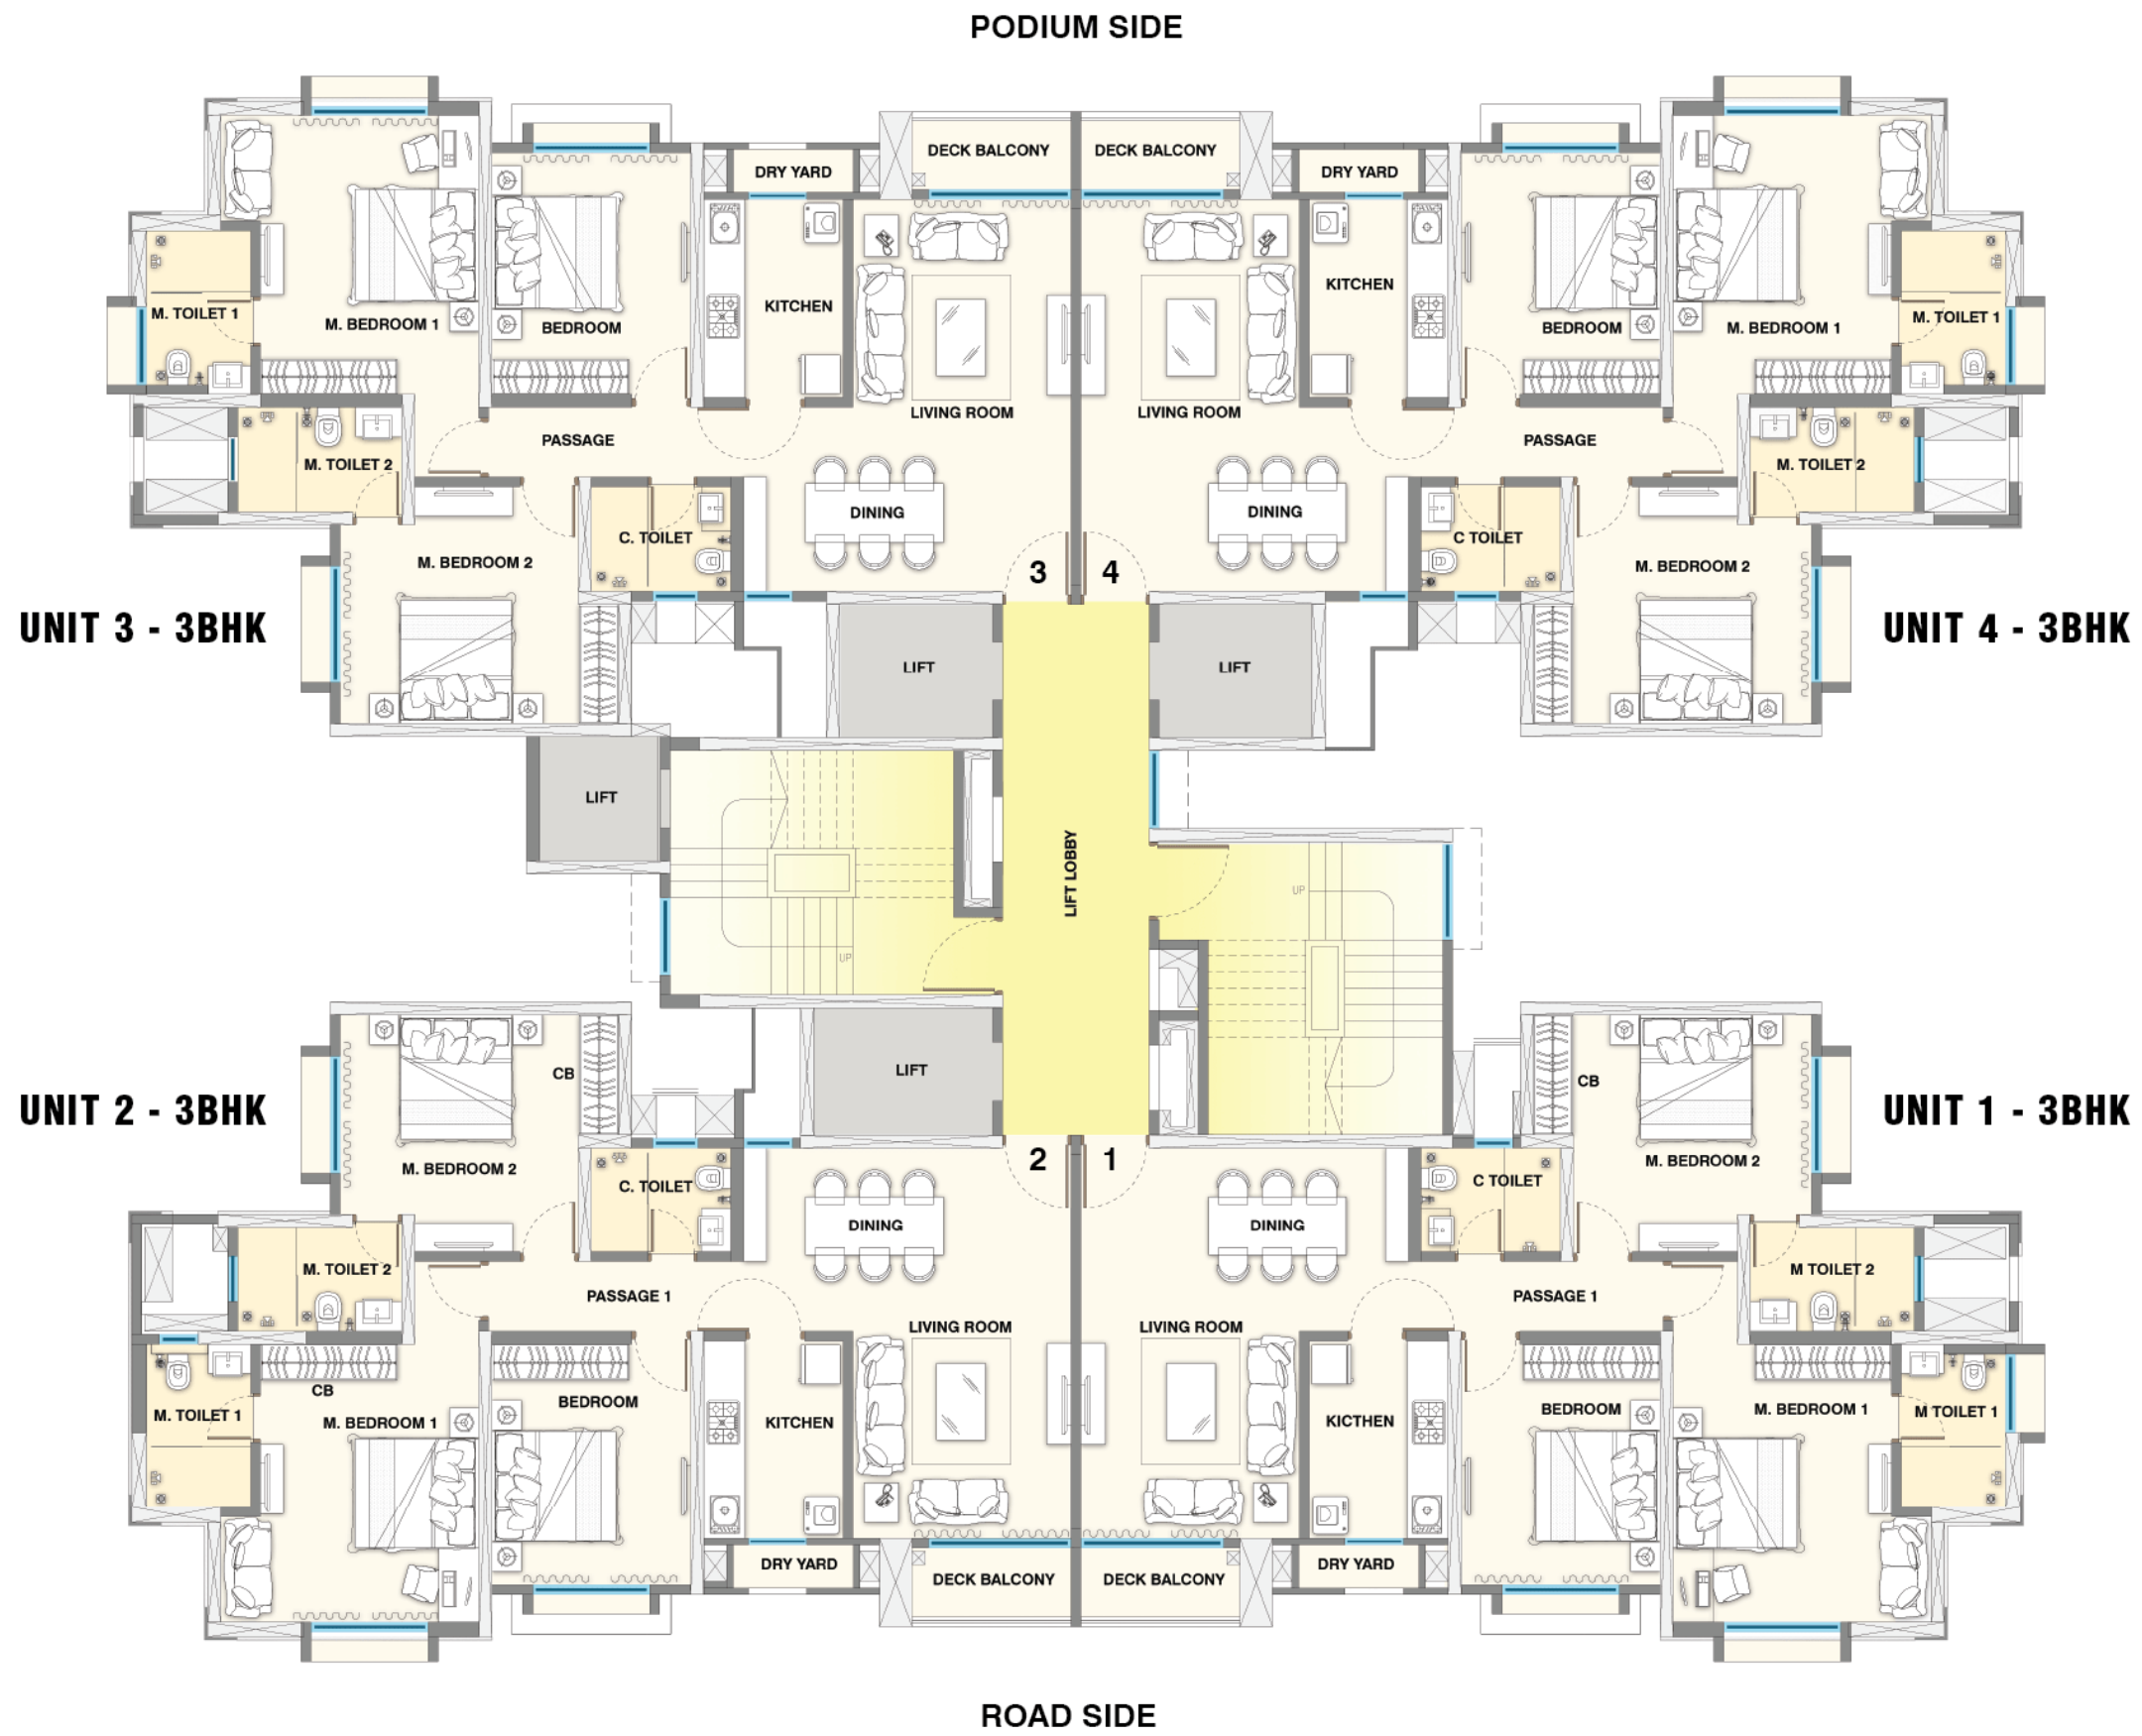 PODIUM SIDE
DECK BALCONY
DECK BALCONY
DRY YARD
DRY YARD
KITCHEN
KITCHEN
M. TOILET 1
M. BEDROOM 1
BEDROOM
BEDROOM
M. BEDROOM 1
M. TOILET 1
LIVING ROOM
LIVING ROOM
PASSAGE
PASSAGE
M. TOILET 2
M. TOILET 2
DINING
DINING
C. TOILET
C TOILET
M. BEDROOM 2
M. BEDROOM 2
3
4
UNIT 3 - 3BHK
UNIT 4 - 3BHK
LIFT
LIFT
LIFT
LIFT LOBBY
UP
UP
LIFT
CB
CB
UNIT 2 - 3BHK
UNIT 1 - 3BHK
2
1
M. BEDROOM 2
M. BEDROOM 2
C. TOILET
C TOILET
DINING
DINING
M. TOILET 2
M TOILET 2
PASSAGE 1
PASSAGE 1
LIVING ROOM
LIVING ROOM
CB
BEDROOM
BEDROOM
M. BEDROOM 1
M. TOILET 1
M TOILET 1
M. BEDROOM 1
KITCHEN
KICTHEN
DRY YARD
DRY YARD
DECK BALCONY
DECK BALCONY
ROAD SIDE